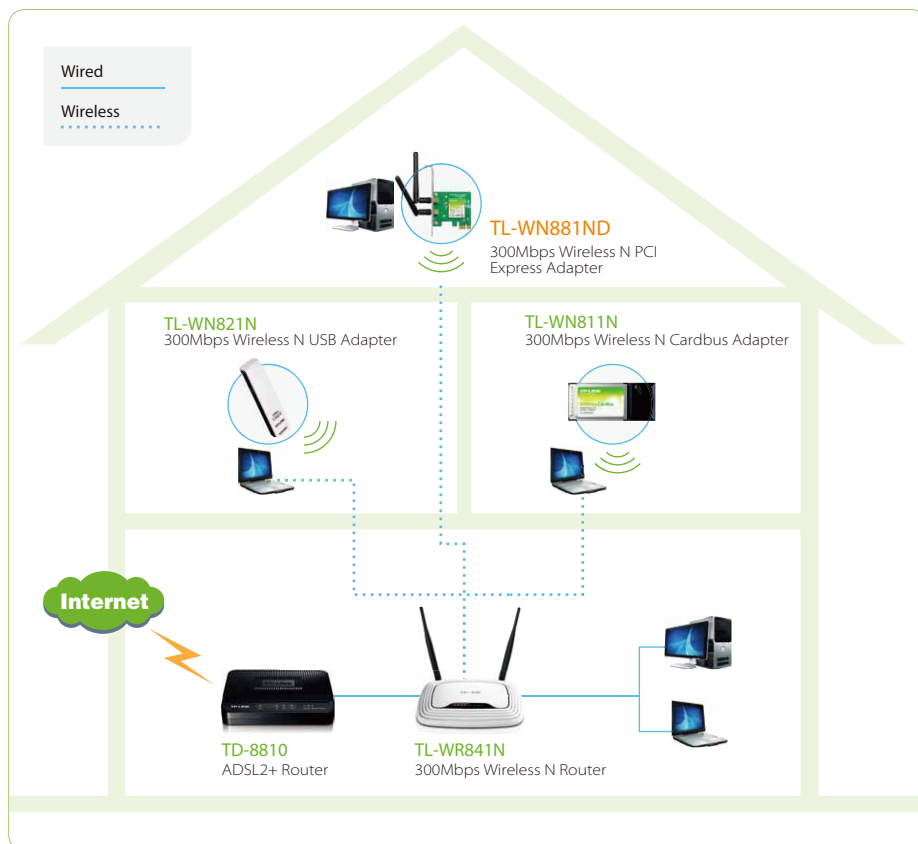 Wired
Wireless
TL-WN881ND
300Mbps Wireless N PCI
Express Adapter
TL-WN821N
300Mbps Wireless N USB Adapter
TL-WN811N
300Mbps Wireless N Cardbus Adapter
Internet
TD-8810
ADSL2+ Router
TL-WR841N
300Mbps Wireless N Router